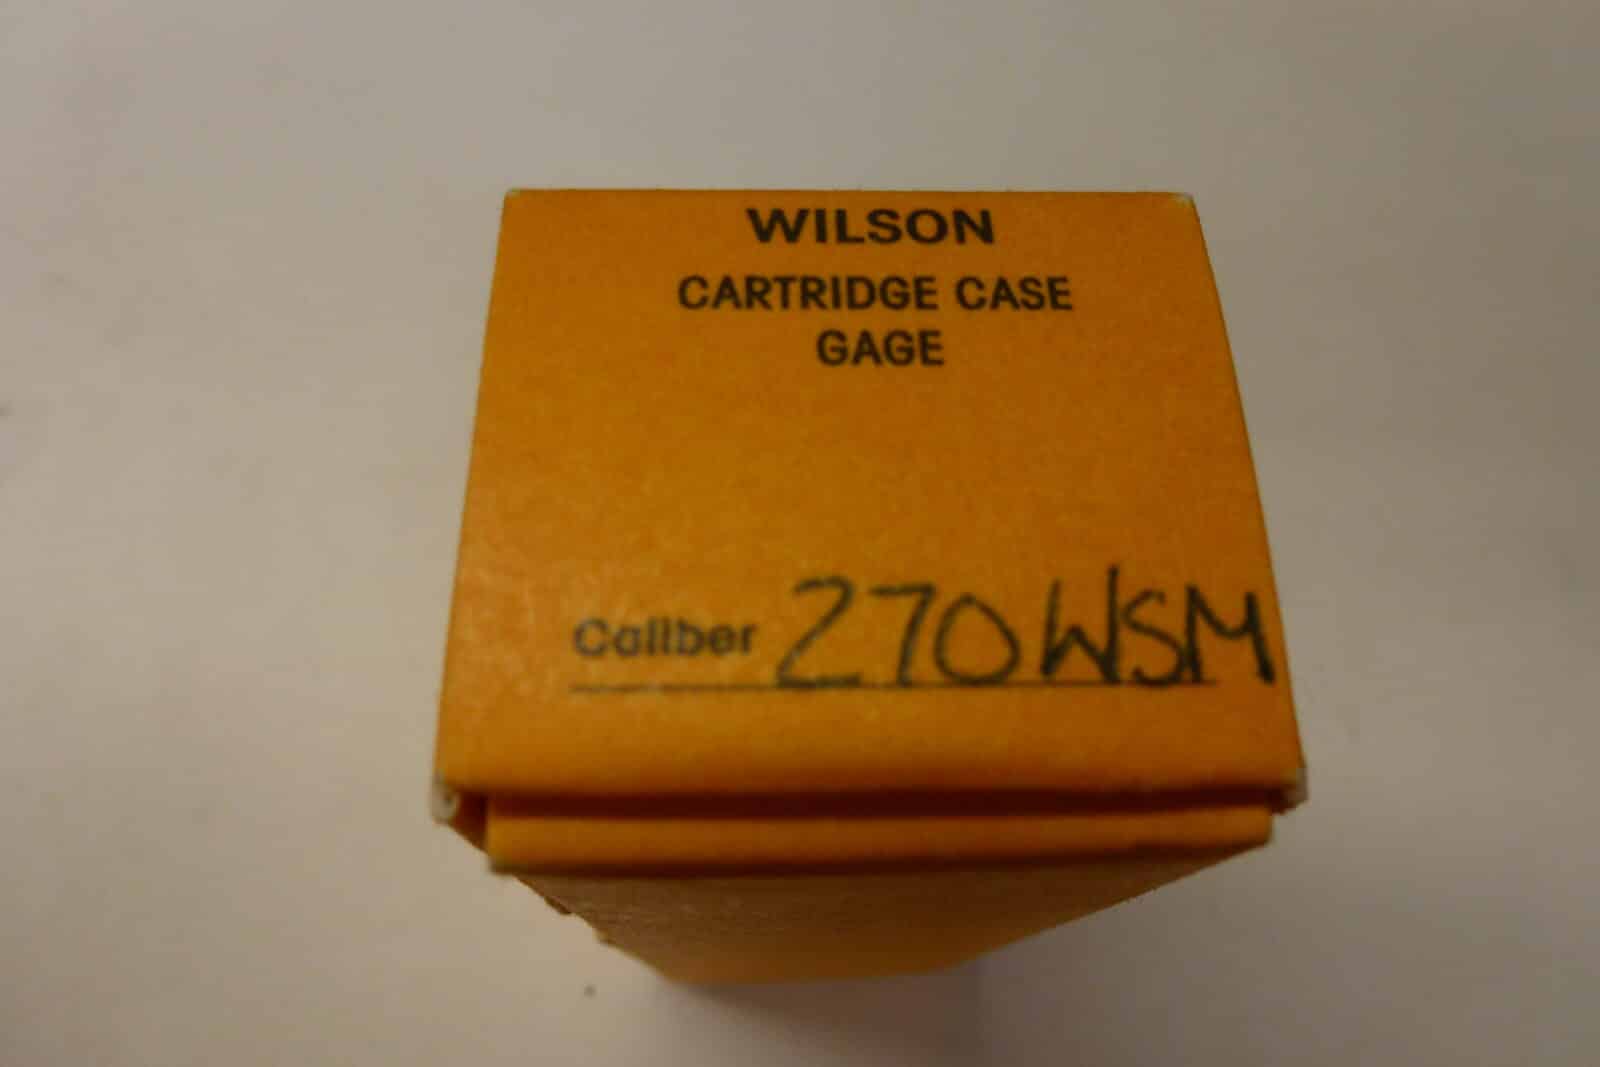 WILSON
CARTRIDGE CASE
GAGE
Caliber 270 WSM